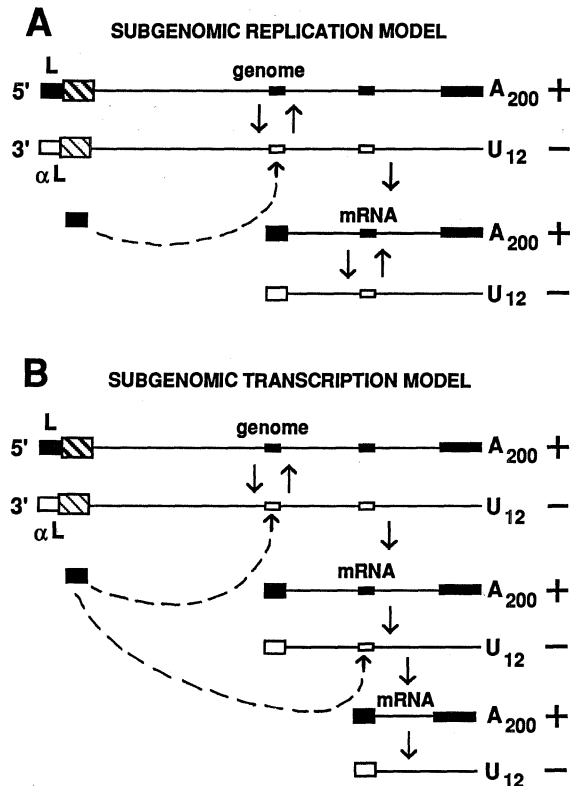 A SUBGENOMIC REPLICATION MODEL
L
genome
5' A200 +
3' U12 −
αL
mRNA
A200 +
U12 −
B SUBGENOMIC TRANSCRIPTION MODEL
L
genome
5' A200 +
3' U12 −
αL
mRNA
A200 +
U12 −
mRNA
A200 +
U12 −